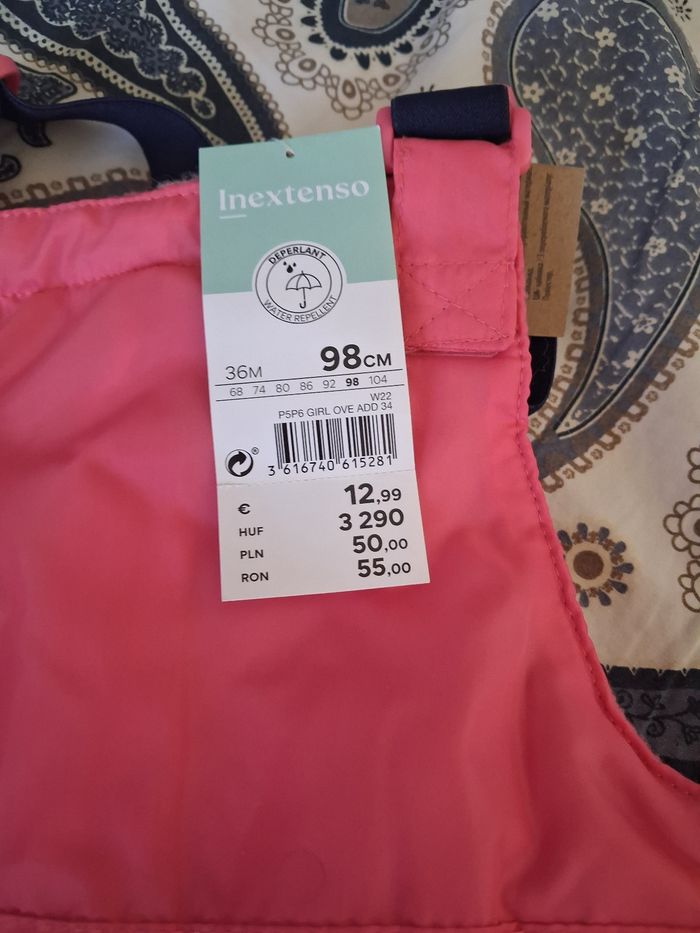 Inextenso
DÉPERLANT
WATER REPELLENT
36M 98CM
68 74 80 86 92 98 104
W22
P5P6 GIRL OVE ADD 34
3 616740 615281
€ 12,99
HUF 3 290
PLN 50,00
RON 55,00